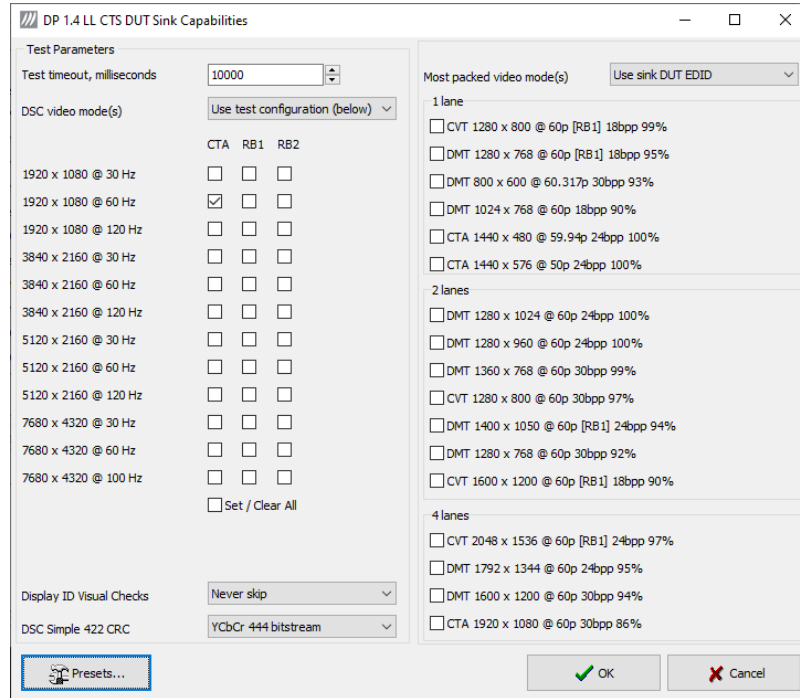 DP 1.4 LL CTS DUT Sink Capabilities
Test Parameters
Test timeout, milliseconds 10000
DSC video mode(s) Use test configuration (below)
CTA RB1 RB2
1920 x 1080 @ 30 Hz
1920 x 1080 @ 60 Hz
1920 x 1080 @ 120 Hz
3840 x 2160 @ 30 Hz
3840 x 2160 @ 60 Hz
3840 x 2160 @ 120 Hz
5120 x 2160 @ 30 Hz
5120 x 2160 @ 60 Hz
5120 x 2160 @ 120 Hz
7680 x 4320 @ 30 Hz
7680 x 4320 @ 60 Hz
7680 x 4320 @ 100 Hz
Set / Clear All
Display ID Visual Checks Never skip
DSC Simple 422 CRC YCbCr 444 bitstream
Most packed video mode(s) Use sink DUT EDID
1 lane
CVT 1280 x 800 @ 60p [RB1] 18bpp 99%
DMT 1280 x 768 @ 60p [RB1] 18bpp 95%
DMT 800 x 600 @ 60.317p 30bpp 93%
DMT 1024 x 768 @ 60p 18bpp 90%
CTA 1440 x 480 @ 59.94p 24bpp 100%
CTA 1440 x 576 @ 50p 24bpp 100%
2 lanes
DMT 1280 x 1024 @ 60p 24bpp 100%
DMT 1280 x 960 @ 60p 24bpp 100%
DMT 1360 x 768 @ 60p 30bpp 99%
CVT 1280 x 800 @ 60p 30bpp 97%
DMT 1400 x 1050 @ 60p [RB1] 24bpp 94%
DMT 1280 x 768 @ 60p 30bpp 92%
CVT 1600 x 1200 @ 60p [RB1] 18bpp 90%
4 lanes
CVT 2048 x 1536 @ 60p [RB1] 24bpp 97%
DMT 1792 x 1344 @ 60p 24bpp 95%
DMT 1600 x 1200 @ 60p 30bpp 94%
CTA 1920 x 1080 @ 60p 30bpp 86%
Presets...
OK
Cancel